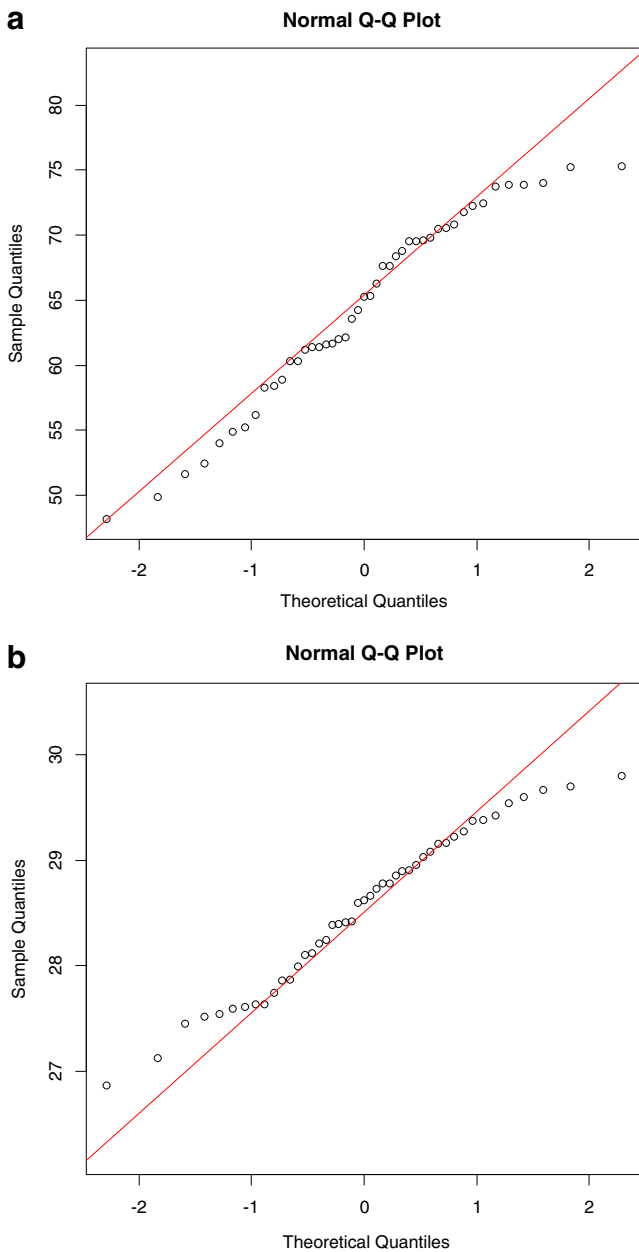 a
Normal Q-Q Plot
Sample Quantiles
80
75
70
65
60
55
50
-2 -1 0 1 2
Theoretical Quantiles
b
Normal Q-Q Plot
Sample Quantiles
30
29
28
27
-2 -1 0 1 2
Theoretical Quantiles